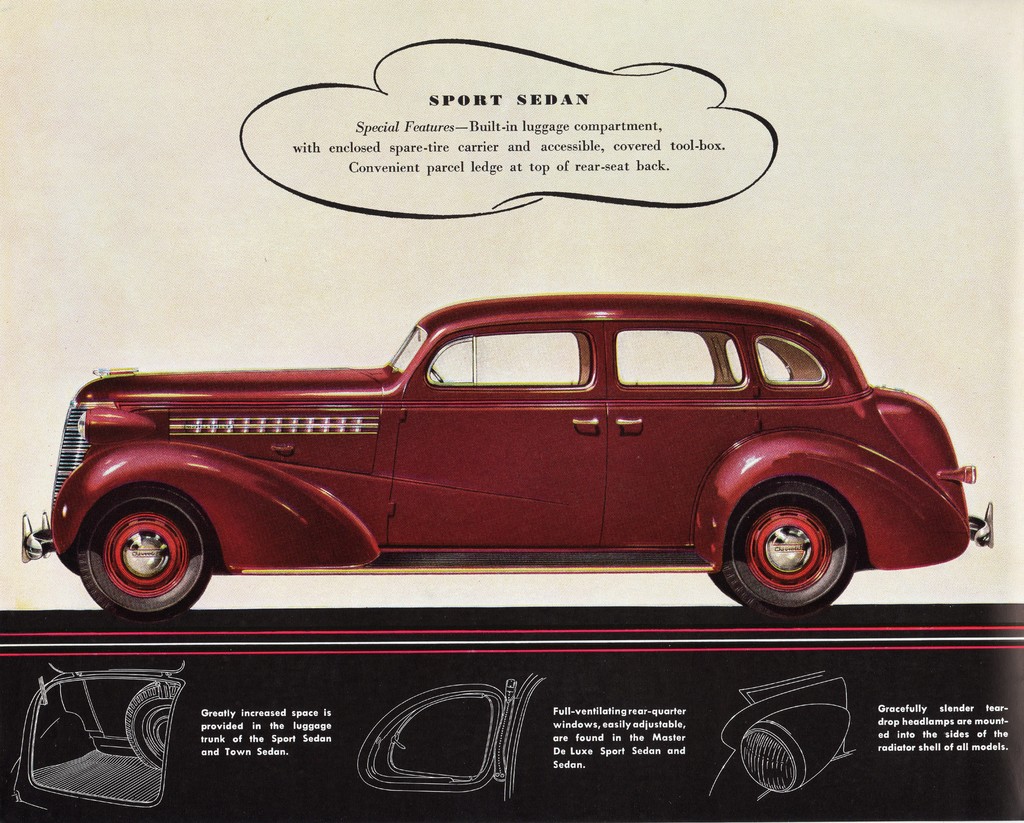 SPORT SEDAN
Special Features—Built-in luggage compartment,
with enclosed spare-tire carrier and accessible, covered tool-box.
Convenient parcel ledge at top of rear-seat back.
Chevrolet
Chevrolet
Greatly increased space is
provided in the luggage
trunk of the Sport Sedan
and Town Sedan.
Full-ventilating rear-quarter
windows, easily adjustable,
are found in the Master
De Luxe Sport Sedan and
Sedan.
Gracefully slender tear-
drop headlamps are mount-
ed into the sides of the
radiator shell of all models.